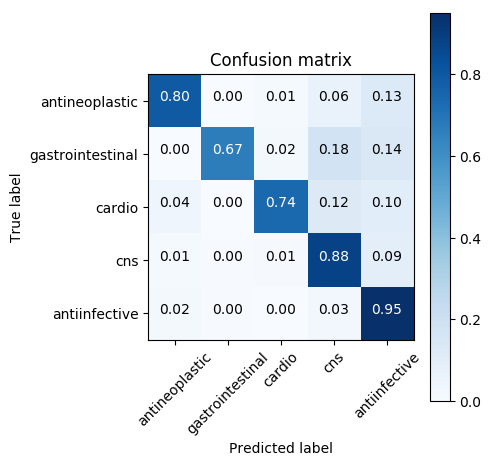 Confusion matrix
True label
antineoplastic 0.80 0.00 0.01 0.06 0.13
gastrointestinal 0.00 0.67 0.02 0.18 0.14
cardio 0.04 0.00 0.74 0.12 0.10
cns 0.01 0.00 0.01 0.88 0.09
antiinfective 0.02 0.00 0.00 0.03 0.95
antineoplastic gastrointestinal cardio cns antiinfective
Predicted label
0.8
0.6
0.4
0.2
0.0